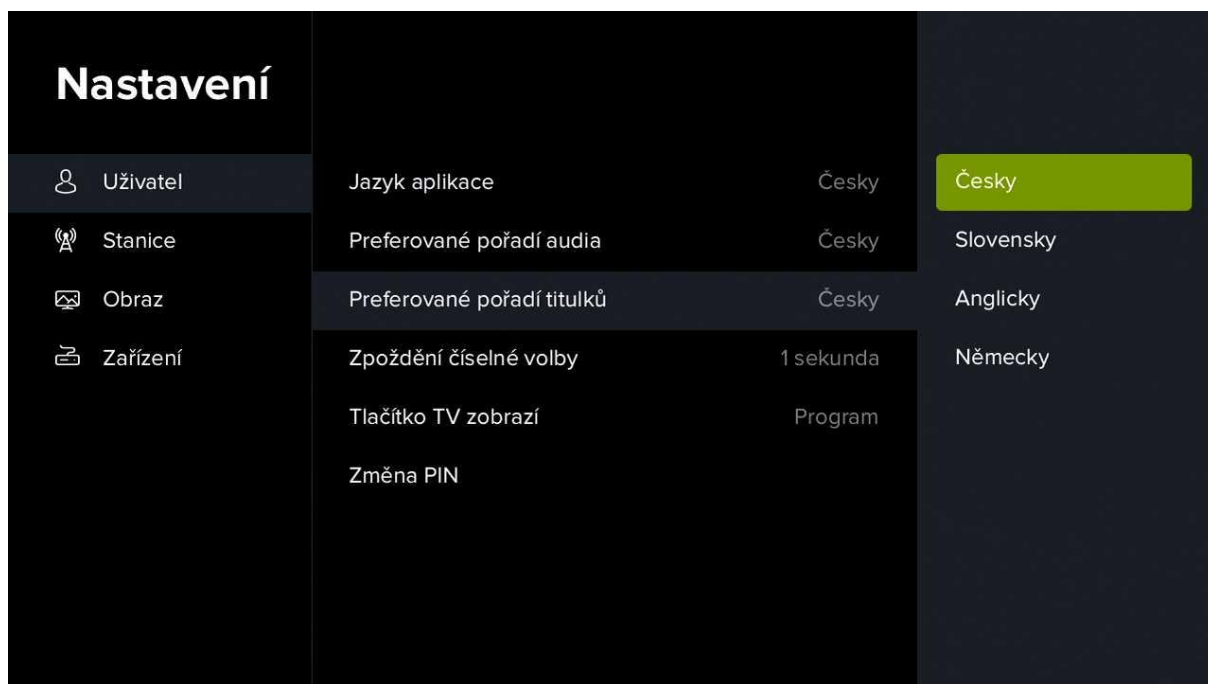 Nastavení
Uživatel
Stanice
Obraz
Zařízení
Jazyk aplikace Česky
Preferované pořadí audia Česky
Preferované pořadí titulků Česky
Zpoždění číselné volby 1 sekunda
Tlačítko TV zobrazí Program
Změna PIN
Česky
Slovensky
Anglicky
Německy